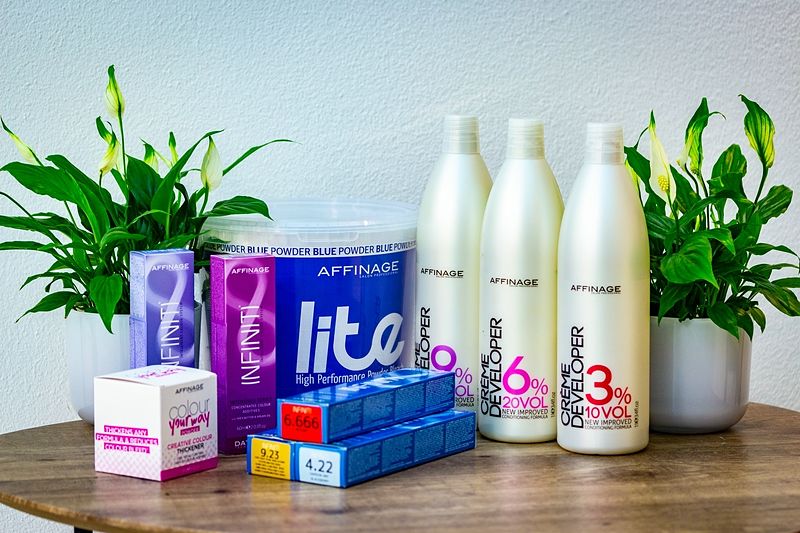 BLUE POWDER BLUE POWDER BLUE POWDER
AFFINAGE
SALON PROFESSIONAL
lite
High Performance Powder
AFFINAGE
INFINITI
AFFINAGE
INFINITI
AFFINAGE
colour
your way
CREATIVE COLOUR
THICKENER
THICKENS ANY
FORMULA & REDUCES
COLOUR BLEED
6.666
9.23
4.22
AFFINAGE
DEVELOPER
9%
VOL
NEW IMPROVED
AFFINAGE
CRÈME
DEVELOPER
6%
20VOL
NEW IMPROVED
CONDITIONING FORMULA
AFFINAGE
CRÈME
DEVELOPER
3%
10VOL
NEW IMPROVED
CONDITIONING FORMULA